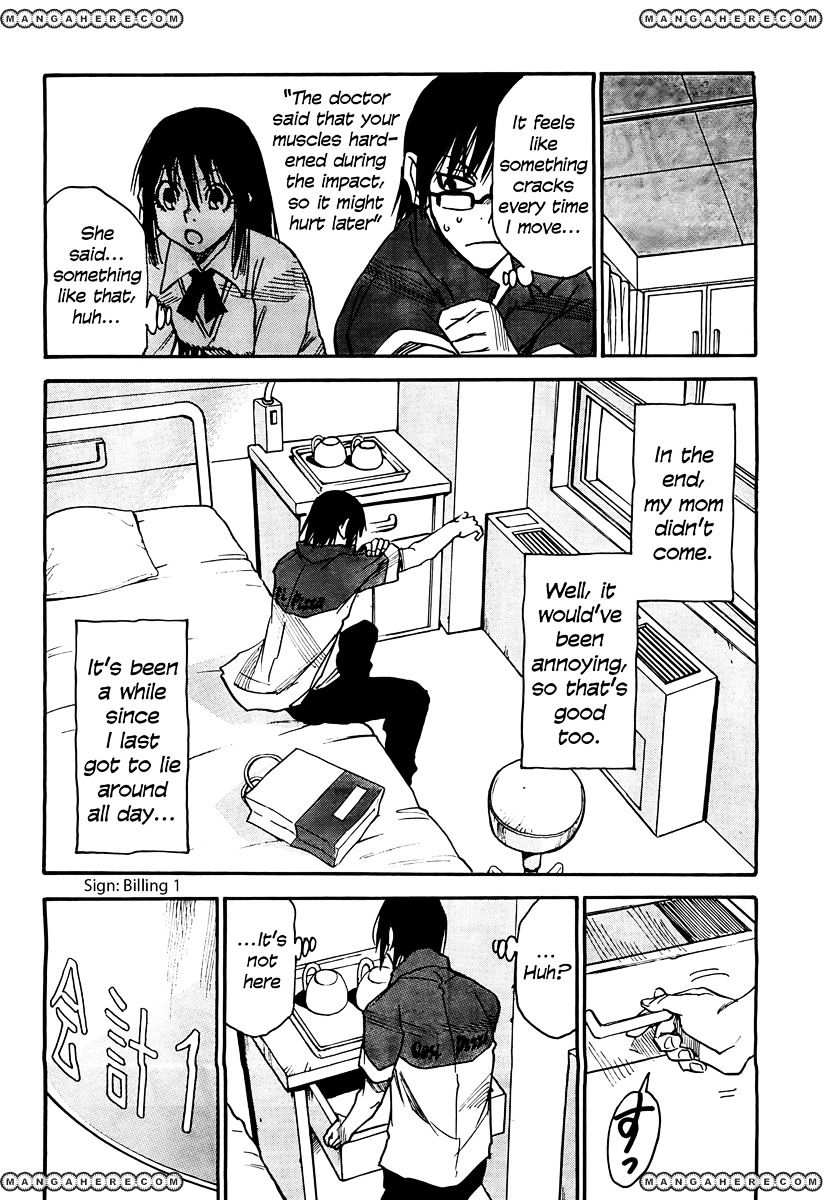 MANGAHERE.COM
MANGAHERE.COM
It feels
like
something
cracks
every time
I move...
"The doctor
said that your
muscles hard-
ened during
the impact,
so it might
hurt later"
She
said...
something
like that,
huh...
In the
end,
my mom
didn't
come.
Well, it
would've
been
annoying,
so that's
good
too.
It's been
a while
since
I last
got to lie
around
all day...
Sign: Billing 1
すっ
...
Huh?
...It's
not
here
Pizza
会計1
MANGAHERE.COM
MANGAHERE.COM